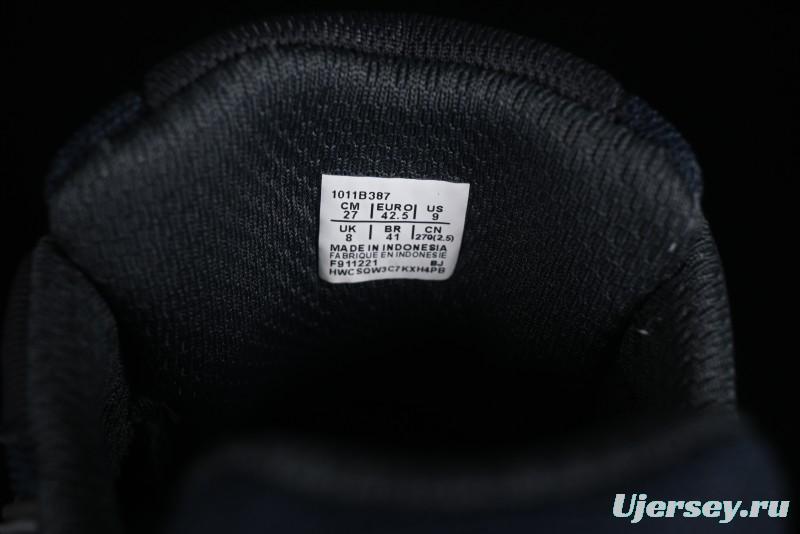 1011B387
CM EURO US
27 42.5 9
UK BR CN
8 41 270(2.5)
MADE IN INDONESIA
FABRIQUE EN INDONESIE
F911221 BJ
HWCSQW3C7KXH4PB
Ujersey.ru